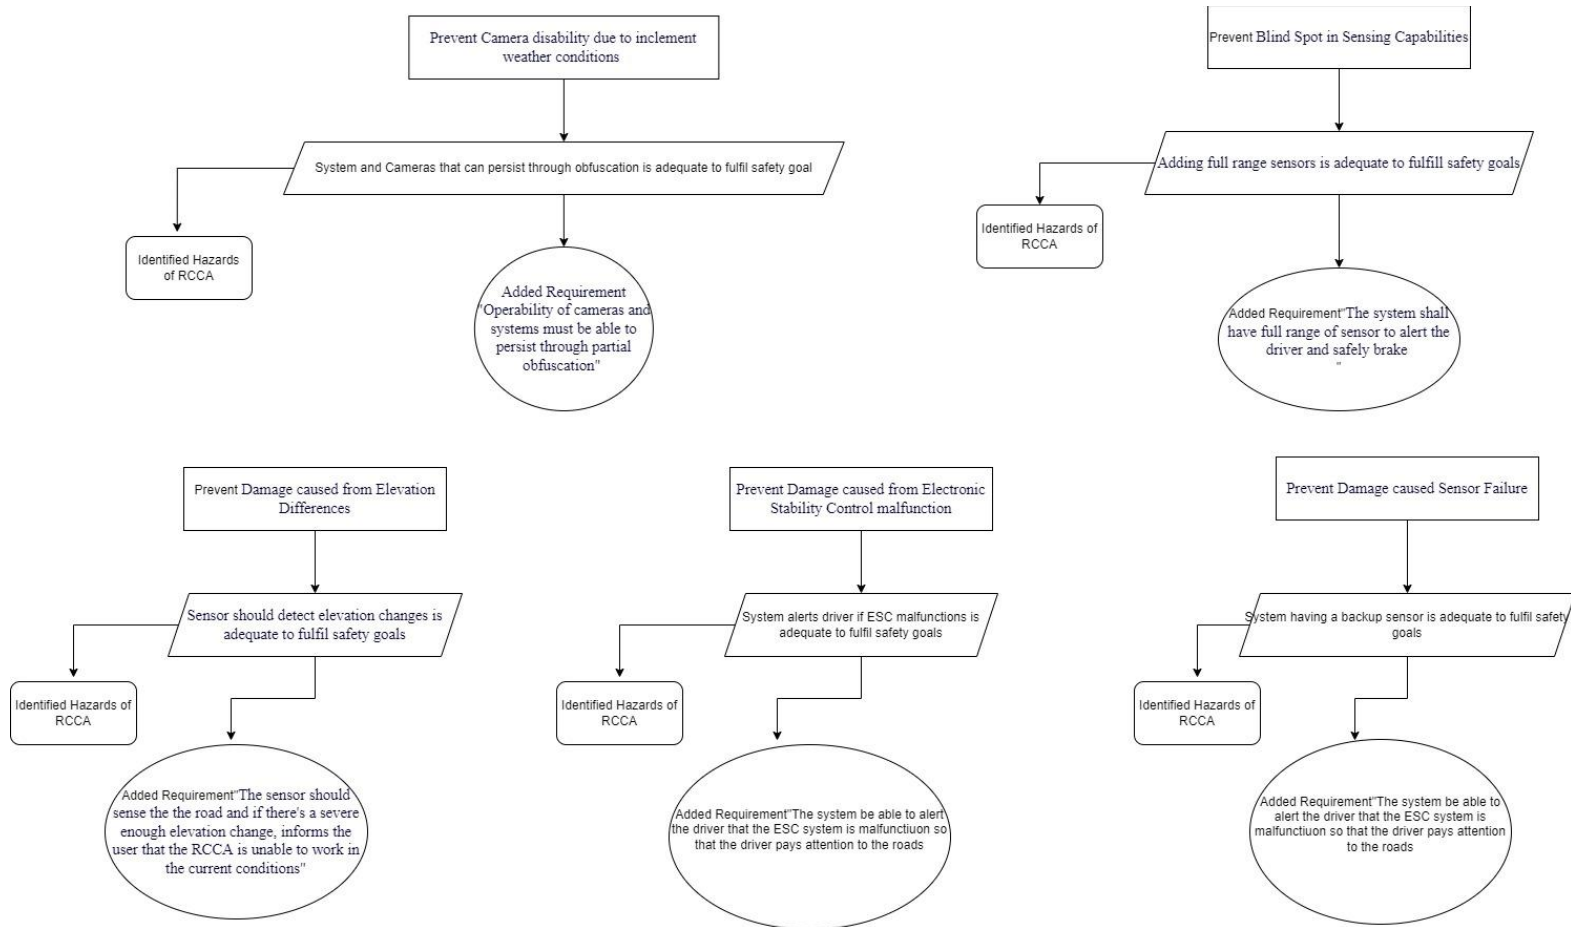 Prevent Camera disability due to inclement
weather conditions
System and Cameras that can persist through obfuscation is adequate to fulfil safety goal
Identified Hazards
of RCCA
Added Requirement
"Operability of cameras and
systems must be able to
persist through partial
obfuscation"
Prevent Blind Spot in Sensing Capabilities
Adding full range sensors is adequate to fulfill safety goals
Identified Hazards of
RCCA
Added Requirement"The system shall
have full range of sensor to alert the
driver and safely brake
"
Prevent Damage caused from Elevation
Differences
Sensor should detect elevation changes is
adequate to fulfil safety goals
Identified Hazards of
RCCA
Added Requirement"The sensor should
sense the the road and if there's a severe
enough elevation change, informs the
user that the RCCA is unable to work in
the current conditions"
Prevent Damage caused from Electronic
Stability Control malfunction
System alerts driver if ESC malfunctions is
adequate to fulfil safety goals
Identified Hazards of
RCCA
Added Requirement"The system be able to alert
the driver that the ESC system is malfunctiuon so
that the driver pays attention to the roads
Prevent Damage caused Sensor Failure
System having a backup sensor is adequate to fulfil safety
goals
Identified Hazards of
RCCA
Added Requirement"The system be able to
alert the driver that the ESC system is
malfunctiuon so that the driver pays attention
to the roads